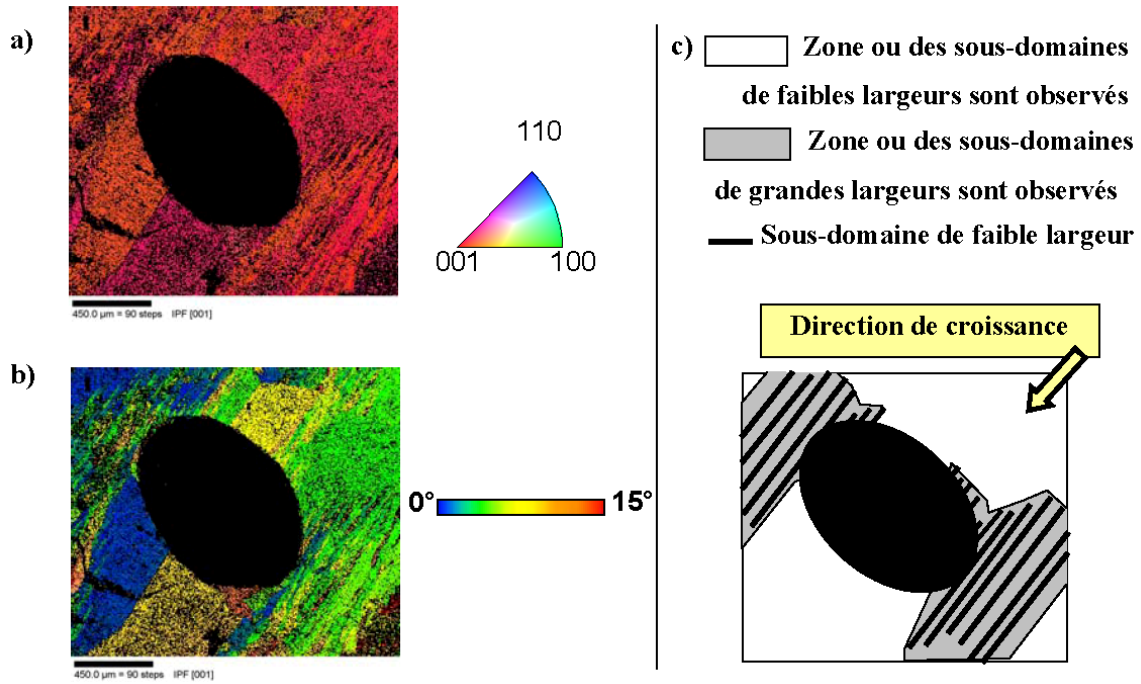 a)
450.0 µm = 90 steps IPF [001]
110
001
100
b)
0°
15°
450.0 µm = 90 steps IPF [001]
c)
Zone ou des sous-domaines
de faibles largeurs sont observés
Zone ou des sous-domaines
de grandes largeurs sont observés
Sous-domaine de faible largeur
Direction de croissance